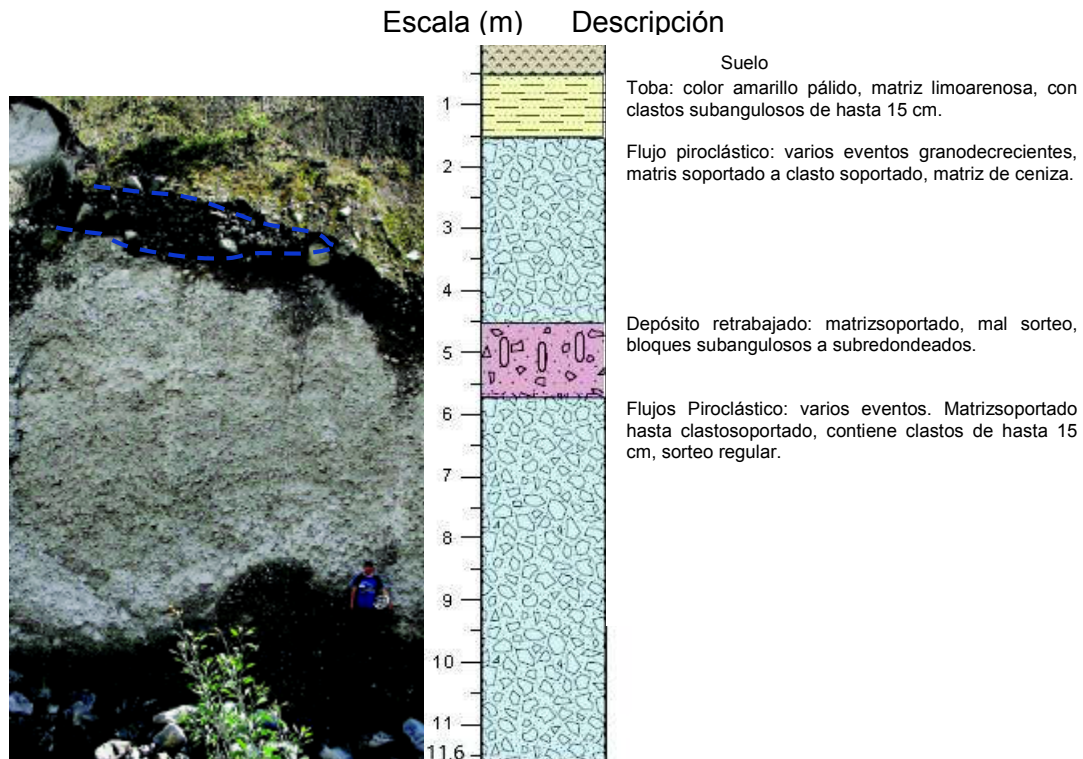 Escala (m) Descripción
Suelo
Toba: color amarillo pálido, matriz limoarenosa, con
clastos subangulosos de hasta 15 cm.
Flujo piroclástico: varios eventos granodecrecientes,
matris soportado a clasto soportado, matriz de ceniza.
Depósito retrabajado: matrizsoportado, mal sorteo,
bloques subangulosos a subredondeados.
Flujos Piroclástico: varios eventos. Matrizsoportado
hasta clastosoportado, contiene clastos de hasta 15
cm, sorteo regular.
1
2
3
4
5
6
7
8
9
10
11
11.6